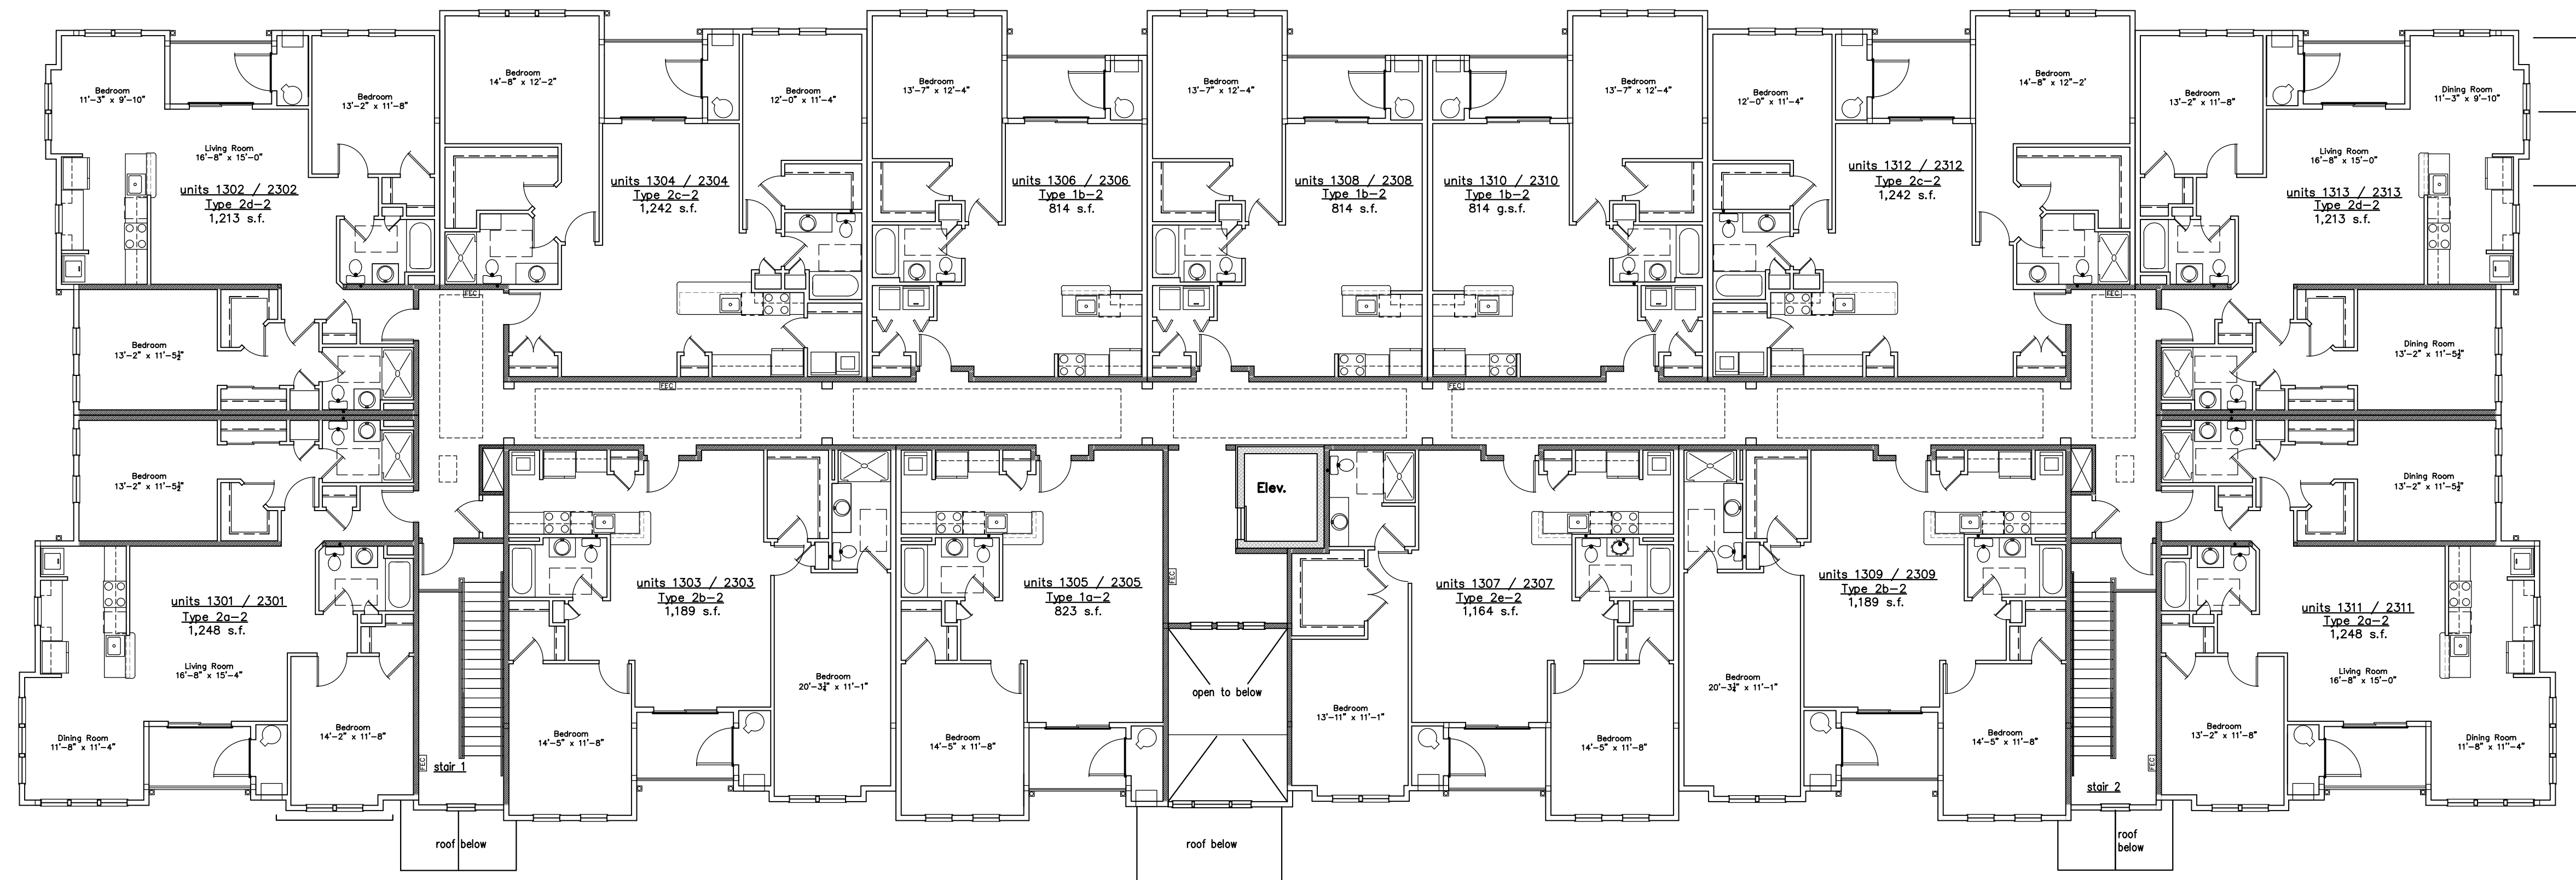 Bedroom
11'-3" x 9'-10"
Living Room
16'-8" x 15'-0"
units 1302 / 2302
Type 2d-2
1,213 s.f.
Bedroom
13'-2" x 11'-8"
Bedroom
13'-2" x 11'-5½"
Bedroom
14'-8" x 12'-2"
units 1304 / 2304
Type 2c-2
1,242 s.f.
Bedroom
12'-0" x 11'-4"
Bedroom
13'-7" x 12'-4"
units 1306 / 2306
Type 1b-2
814 s.f.
Bedroom
13'-7" x 12'-4"
units 1308 / 2308
Type 1b-2
814 s.f.
units 1310 / 2310
Type 1b-2
814 g.s.f.
Bedroom
13'-7" x 12'-4"
Bedroom
12'-0" x 11'-4"
units 1312 / 2312
Type 2c-2
1,242 s.f.
Bedroom
14'-8" x 12"-2'
Bedroom
13'-2" x 11'-8"
Dining Room
11'-3" x 9'-10"
Living Room
16'-8" x 15'-0"
units 1313 / 2313
Type 2d-2
1,213 s.f.
Dining Room
13'-2" x 11'-5½"
FEC
FEC
FEC
FEC
Bedroom
13'-2" x 11'-5½"
units 1301 / 2301
Type 2a-2
1,248 s.f.
Living Room
16'-8" x 15'-4"
Dining Room
11'-8" x 11'-4"
Bedroom
14'-2" x 11'-8"
FEC
stair 1
roof below
units 1303 / 2303
Type 2b-2
1,189 s.f.
Bedroom
14'-5" x 11'-8"
Bedroom
20'-3¾" x 11'-1"
units 1305 / 2305
Type 1a-2
823 s.f.
Bedroom
14'-5" x 11'-8"
FEC
Elev.
open to below
roof below
Bedroom
13'-11" x 11'-1"
units 1307 / 2307
Type 2e-2
1,164 s.f.
Bedroom
14'-5" x 11'-8"
Bedroom
20'-3¾" x 11'-1"
units 1309 / 2309
Type 2b-2
1,189 s.f.
Bedroom
14'-5" x 11'-8"
FEC
stair 2
roof
below
Dining Room
13'-2" x 11'-5½"
units 1311 / 2311
Type 2a-2
1,248 s.f.
Living Room
16'-8" x 15'-0"
Bedroom
13'-2" x 11'-8"
Dining Room
11'-8" x 11"-4"